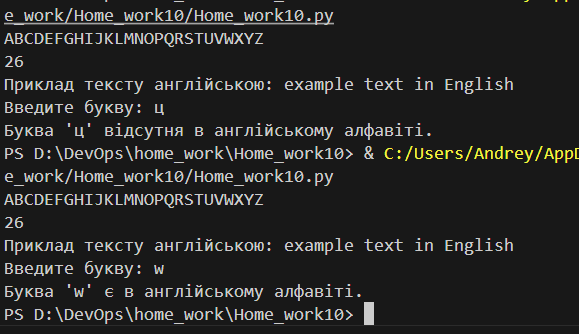 e_work/Home_work10/Home_work10.py
ABCDEFGHIJKLMNOPQRSTUVWXYZ
26
Приклад тексту англійською: example text in English
Введите букву: ц
Буква 'ц' відсутня в англійському алфавіті.
PS D:\DevOps\home_work\Home_work10> & C:/Users/Andrey/AppD
e_work/Home_work10/Home_work10.py
ABCDEFGHIJKLMNOPQRSTUVWXYZ
26
Приклад тексту англійською: example text in English
Введите букву: w
Буква 'w' є в англійському алфавіті.
PS D:\DevOps\home_work\Home_work10>